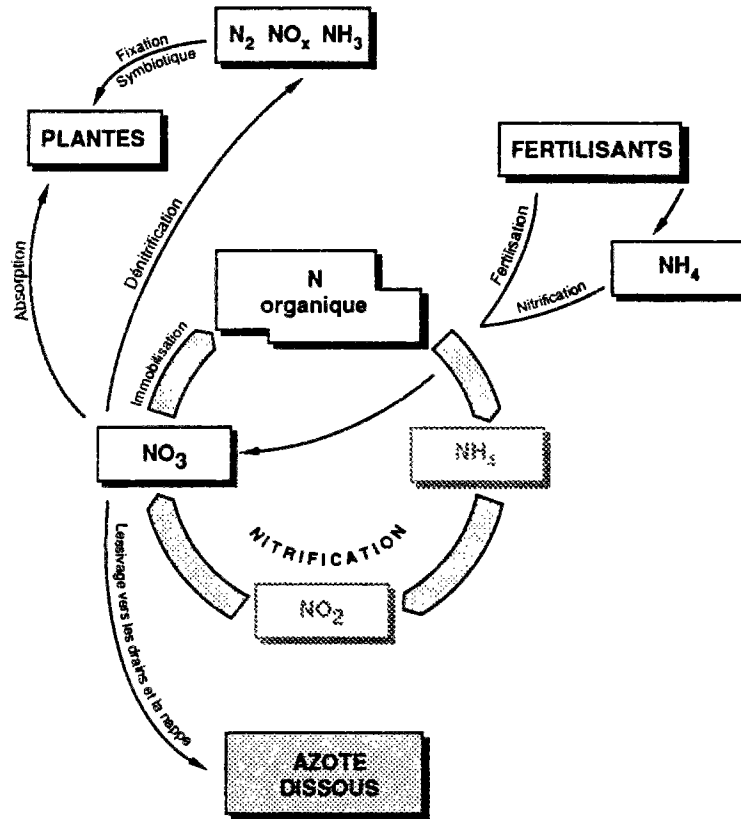 N₂ NOₓ NH₃
Fixation
Symbiotique
PLANTES
FERTILISANTS
Fertilisation
NH₄
Nitrification
Absorption
Dénitrification
N
organique
Immobilisation
NO₃
NH₄
NITRIFICATION
NO₂
Lessivage vers les drains et la nappe
AZOTE
DISSOUS